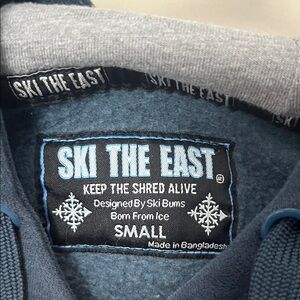 SKI THE EAST
SKI THE EAST
SKI THE EAST®
KEEP THE SHRED ALIVE
Designed By Ski Bums
Born From Ice
SMALL
Made in Bangladesh